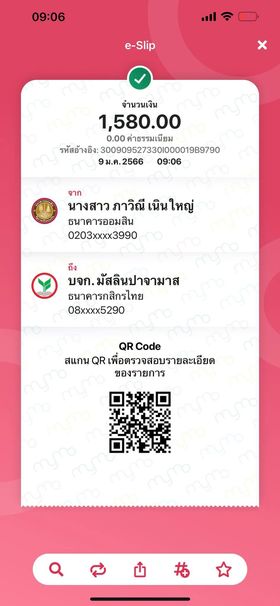 09:06
e-Slip
จำนวนเงิน
1,580.00
0.00 ค่าธรรมเนียม
รหัสอ้างอิง: 300909527330I00001989790
9 ม.ค. 2566 09:06
จาก
นางสาว ภาวิณี เนินใหญ่
ธนาคารออมสิน
0203xxxx3990
ถึง
บจก. มัสลินปาจามาส
ธนาคารกสิกรไทย
08xxxx5290
QR Code
สแกน QR เพื่อตรวจสอบรายละเอียด
ของรายการ